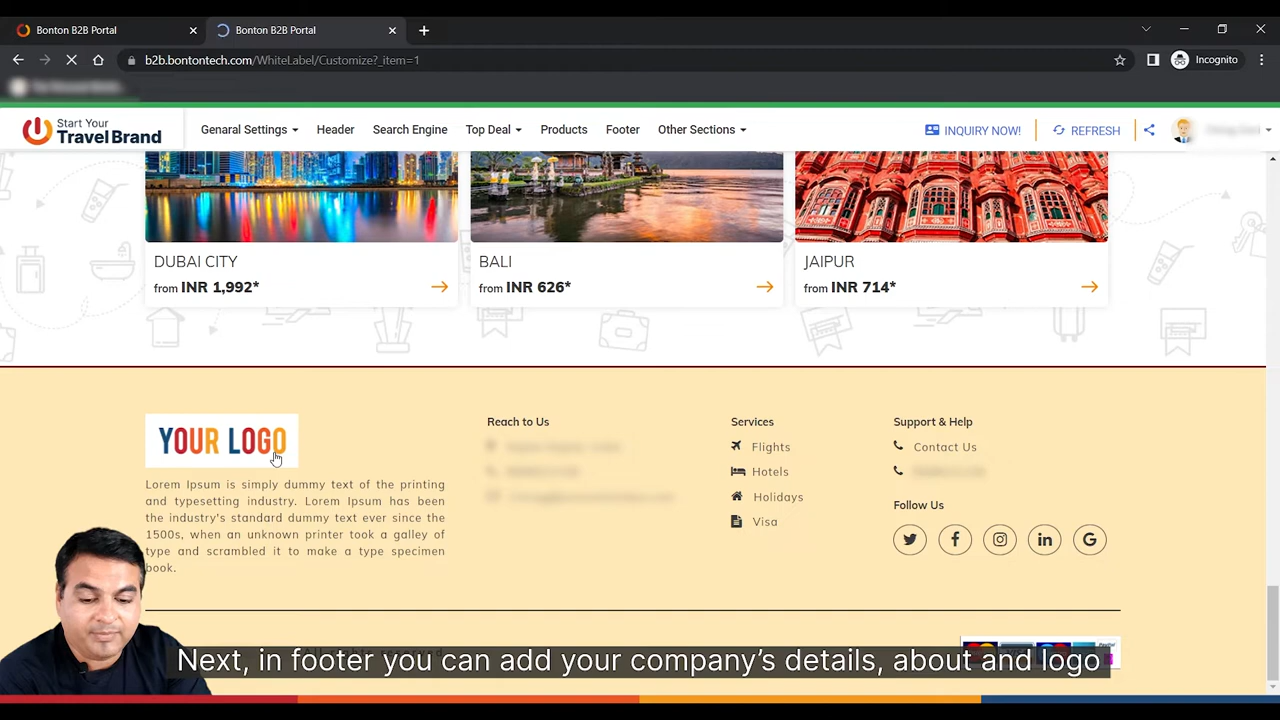 Bonton B2B Portal
Bonton B2B Portal
b2b.bontontech.com/WhiteLabel/Customize?_item=1
Incognito
Start Your
TravelBrand
Genaral Settings
Header
Search Engine
Top Deal
Products
Footer
Other Sections
INQUIRY NOW!
REFRESH
DUBAI CITY
from INR 1,992*
BALI
from INR 626*
JAIPUR
from INR 714*
YOUR LOGO
Lorem Ipsum is simply dummy text of the printing
and typesetting industry. Lorem Ipsum has been
the industry's standard dummy text ever since the
1500s, when an unknown printer took a galley of
type and scrambled it to make a type specimen
book.
Reach to Us
Services
Flights
Hotels
Holidays
Visa
Support & Help
Contact Us
Follow Us
Next, in footer you can add your company's details, about and logo